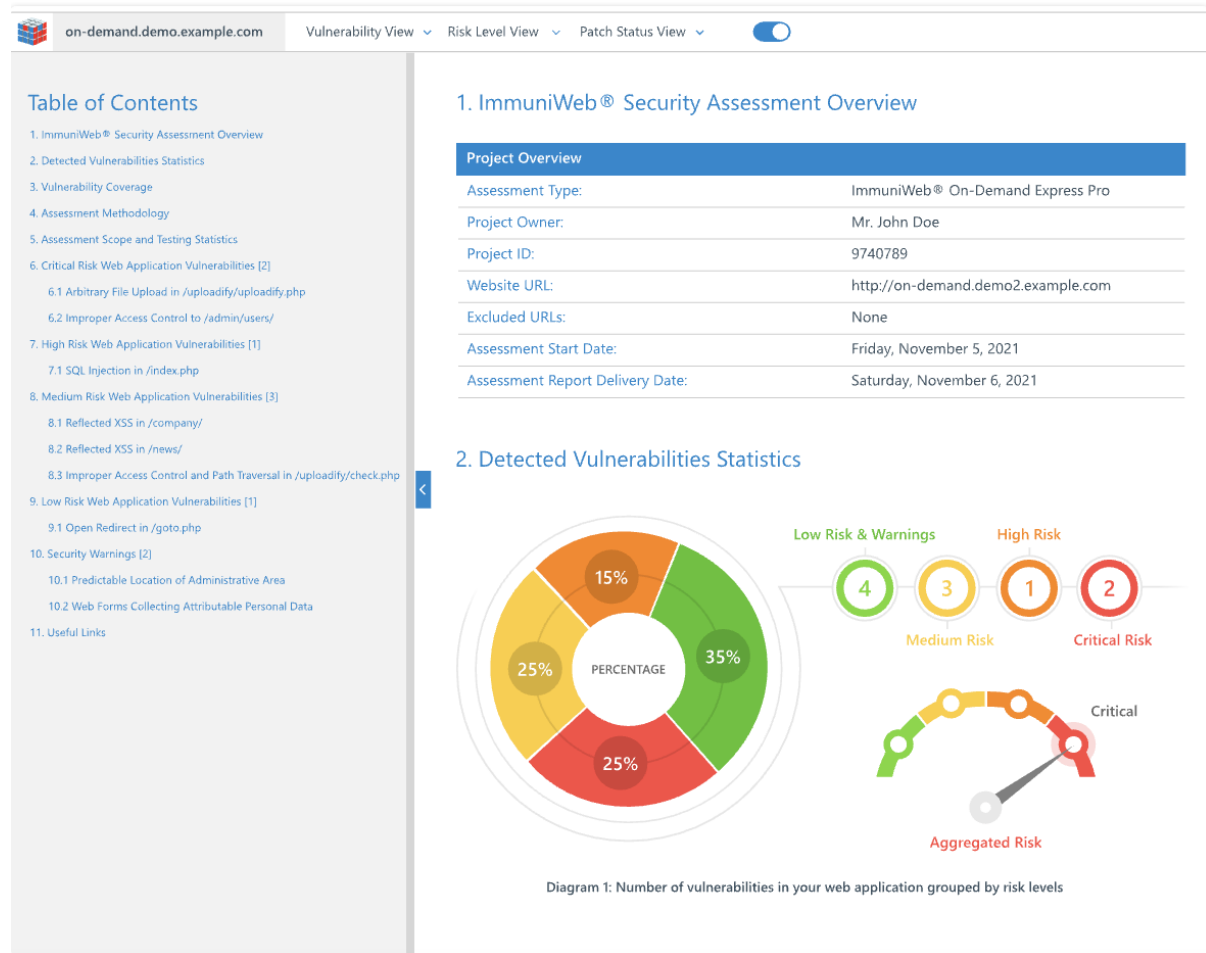 on-demand.demo.example.com
Vulnerability View
Risk Level View
Patch Status View
Table of Contents
1. ImmuniWeb® Security Assessment Overview
2. Detected Vulnerabilities Statistics
3. Vulnerability Coverage
4. Assessment Methodology
5. Assessment Scope and Testing Statistics
6. Critical Risk Web Application Vulnerabilities [2]
6.1 Arbitrary File Upload in /uploadify/uploadify.php
6.2 Improper Access Control to /admin/users/
7. High Risk Web Application Vulnerabilities [1]
7.1 SQL Injection in /index.php
8. Medium Risk Web Application Vulnerabilities [3]
8.1 Reflected XSS in /company/
8.2 Reflected XSS in /news/
8.3 Improper Access Control and Path Traversal in /uploadify/check.php
9. Low Risk Web Application Vulnerabilities [1]
9.1 Open Redirect in /goto.php
10. Security Warnings [2]
10.1 Predictable Location of Administrative Area
10.2 Web Forms Collecting Attributable Personal Data
11. Useful Links
1. ImmuniWeb® Security Assessment Overview
Project Overview
Assessment Type: ImmuniWeb® On-Demand Express Pro
Project Owner: Mr. John Doe
Project ID: 9740789
Website URL: http://on-demand.demo2.example.com
Excluded URLs: None
Assessment Start Date: Friday, November 5, 2021
Assessment Report Delivery Date: Saturday, November 6, 2021
2. Detected Vulnerabilities Statistics
15%
35%
25%
25%
PERCENTAGE
Low Risk & Warnings
High Risk
4
3
1
2
Medium Risk
Critical Risk
Critical
Aggregated Risk
Diagram 1: Number of vulnerabilities in your web application grouped by risk levels